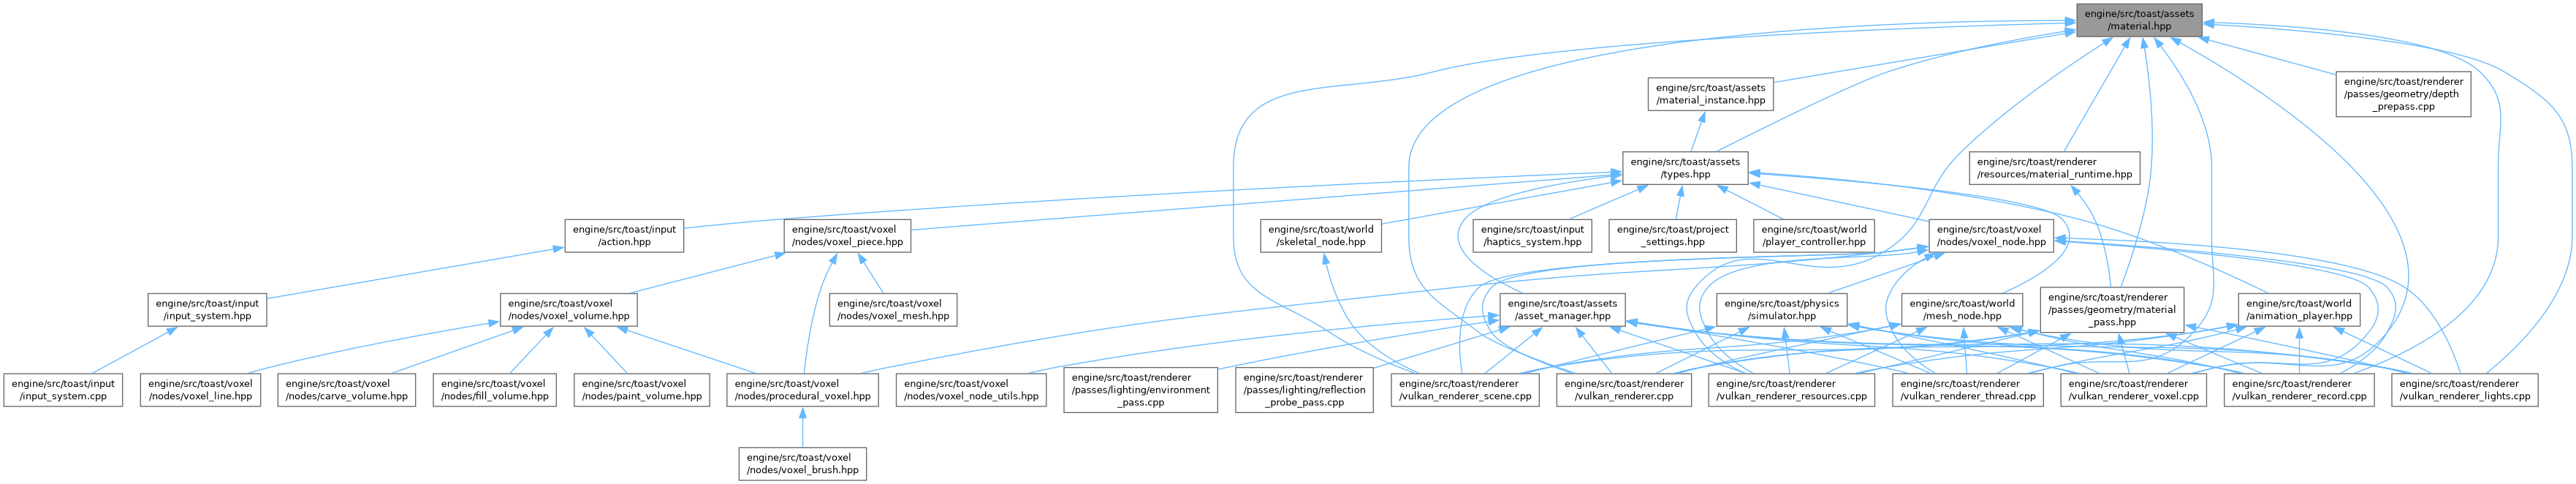 engine/src/toast/assets
/material.hpp
engine/src/toast/assets
/material_instance.hpp
engine/src/toast/renderer
/passes/geometry/depth
_prepass.cpp
engine/src/toast/assets
/types.hpp
engine/src/toast/renderer
/resources/material_runtime.hpp
engine/src/toast/input
/action.hpp
engine/src/toast/voxel
/nodes/voxel_piece.hpp
engine/src/toast/world
/skeletal_node.hpp
engine/src/toast/input
/haptics_system.hpp
engine/src/toast/project
_settings.hpp
engine/src/toast/world
/player_controller.hpp
engine/src/toast/voxel
/nodes/voxel_node.hpp
engine/src/toast/input
/input_system.hpp
engine/src/toast/voxel
/nodes/voxel_volume.hpp
engine/src/toast/voxel
/nodes/voxel_mesh.hpp
engine/src/toast/assets
/asset_manager.hpp
engine/src/toast/physics
/simulator.hpp
engine/src/toast/world
/mesh_node.hpp
engine/src/toast/renderer
/passes/geometry/material
_pass.hpp
engine/src/toast/world
/animation_player.hpp
engine/src/toast/input
/input_system.cpp
engine/src/toast/voxel
/nodes/voxel_line.hpp
engine/src/toast/voxel
/nodes/carve_volume.hpp
engine/src/toast/voxel
/nodes/fill_volume.hpp
engine/src/toast/voxel
/nodes/paint_volume.hpp
engine/src/toast/voxel
/nodes/procedural_voxel.hpp
engine/src/toast/voxel
/nodes/voxel_node_utils.hpp
engine/src/toast/renderer
/passes/lighting/environment
_pass.cpp
engine/src/toast/renderer
/passes/lighting/reflection
_probe_pass.cpp
engine/src/toast/renderer
/vulkan_renderer_scene.cpp
engine/src/toast/renderer
/vulkan_renderer.cpp
engine/src/toast/renderer
/vulkan_renderer_resources.cpp
engine/src/toast/renderer
/vulkan_renderer_thread.cpp
engine/src/toast/renderer
/vulkan_renderer_voxel.cpp
engine/src/toast/renderer
/vulkan_renderer_record.cpp
engine/src/toast/renderer
/vulkan_renderer_lights.cpp
engine/src/toast/voxel
/nodes/voxel_brush.hpp